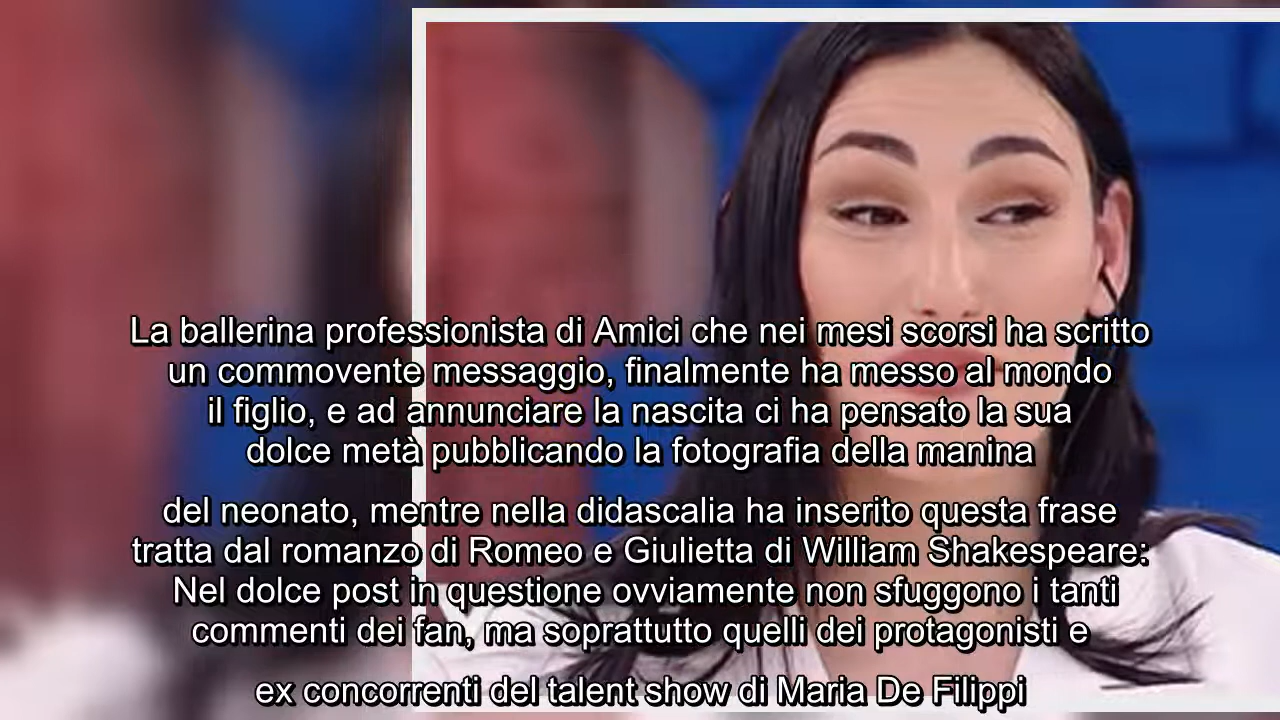 La ballerina professionista di Amici che nei mesi scorsi ha scritto
un commovente messaggio, finalmente ha messo al mondo
il figlio, e ad annunciare la nascita ci ha pensato la sua
dolce metà pubblicando la fotografia della manina
del neonato, mentre nella didascalia ha inserito questa frase
tratta dal romanzo di Romeo e Giulietta di William Shakespeare:
Nel dolce post in questione ovviamente non sfuggono i tanti
commenti dei fan, ma soprattutto quelli dei protagonisti e
ex concorrenti del talent show di Maria De Filippi